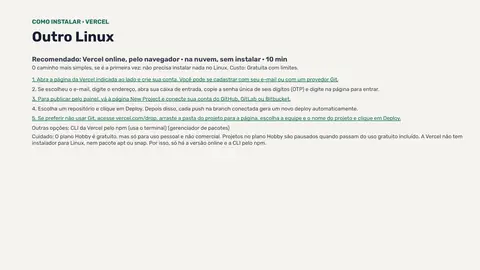 COMO INSTALAR · VERCEL
Outro Linux
Recomendado: Vercel online, pelo navegador · na nuvem, sem instalar · 10 min
O caminho mais simples, se é a primeira vez: não precisa instalar nada no Linux. Custo: Gratuita com limites.
1. Abra a página da Vercel indicada ao lado e crie sua conta. Você pode se cadastrar com seu e-mail ou com um provedor Git.
2. Se escolheu o e-mail, digite o endereço, abra sua caixa de entrada, copie a senha única de seis dígitos (OTP) e digite na página para entrar.
3. Para publicar pelo painel, vá à página New Project e conecte sua conta do GitHub, GitLab ou Bitbucket.
4. Escolha um repositório e clique em Deploy. Depois disso, cada push na branch conectada gera um novo deploy automaticamente.
5. Se preferir não usar Git, acesse vercel.com/drop, arraste a pasta do projeto para a página, escolha a equipe e o nome do projeto e clique em Deploy.
Outras opções: CLI da Vercel pelo npm (usa o terminal) (gerenciador de pacotes)
Cuidado: O plano Hobby é gratuito, mas só para uso pessoal e não comercial. Projetos no plano Hobby são pausados quando passam do uso gratuito incluído. A Vercel não tem
instalador para Linux, nem pacote apt ou snap. Por isso, só há a versão online e a CLI pelo npm.